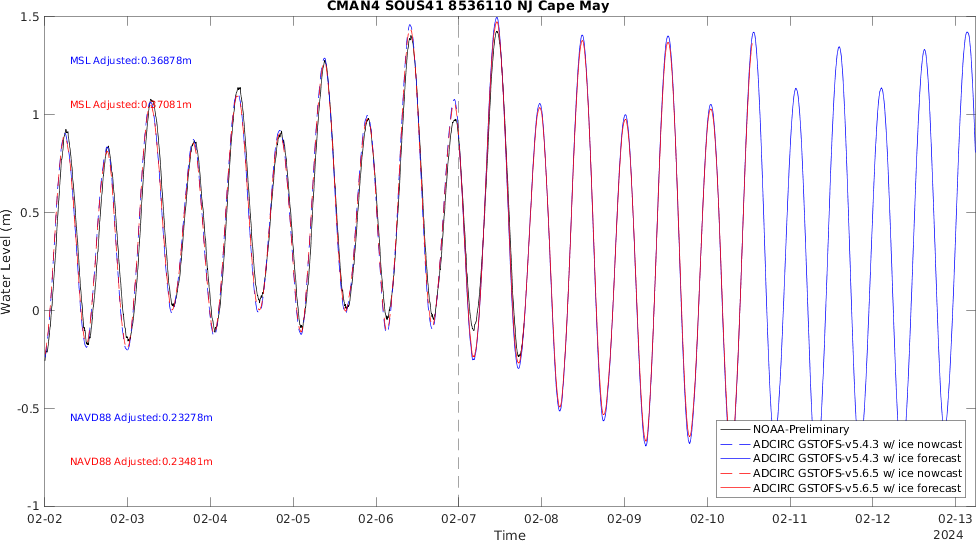 CMAN4 SOUS41 8536110 NJ Cape May
1.5
1
0.5
0
-0.5
-1
Water Level (m)
MSL Adjusted:0.36878m
MSL Adjusted:0.37081m
NAVD88 Adjusted:0.23278m
NAVD88 Adjusted:0.23481m
NOAA-Preliminary
ADCIRC GSTOFS-v5.4.3 w/ ice nowcast
ADCIRC GSTOFS-v5.4.3 w/ ice forecast
ADCIRC GSTOFS-v5.6.5 w/ ice nowcast
ADCIRC GSTOFS-v5.6.5 w/ ice forecast
02-02 02-03 02-04 02-05 02-06 02-07 02-08 02-09 02-10 02-11 02-12 02-13
Time
2024